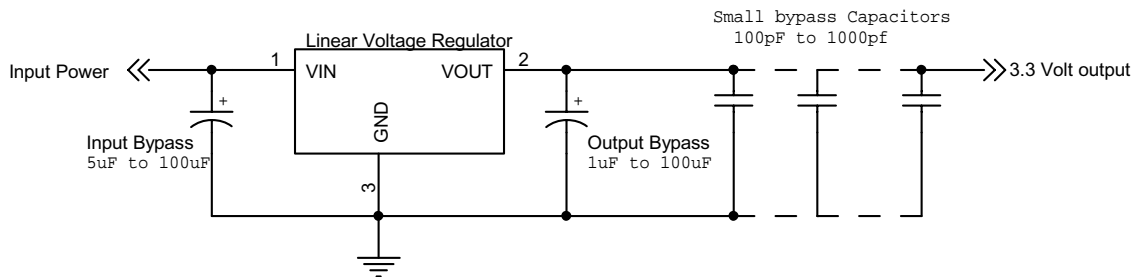 Small bypass Capacitors
100pF to 1000pf
Linear Voltage Regulator
Input Power
1
VIN
VOUT
2
3.3 Volt output
+
+
GND
Input Bypass
5uF to 100uF
Output Bypass
1uF to 100uF
3